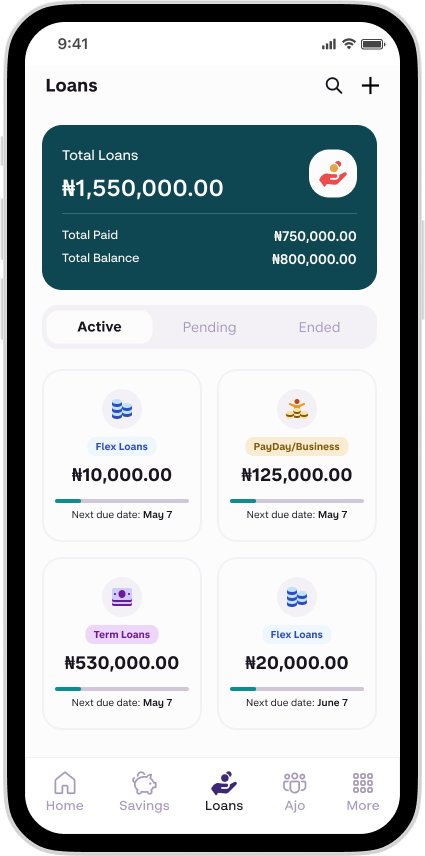 9:41
Loans
Total Loans
₦1,550,000.00
Total Paid ₦750,000.00
Total Balance ₦800,000.00
Active Pending Ended
Flex Loans
₦10,000.00
Next due date: May 7
PayDay/Business
₦125,000.00
Next due date: May 7
Term Loans
₦530,000.00
Next due date: May 7
Flex Loans
₦20,000.00
Next due date: June 7
Home Savings Loans Ajo More